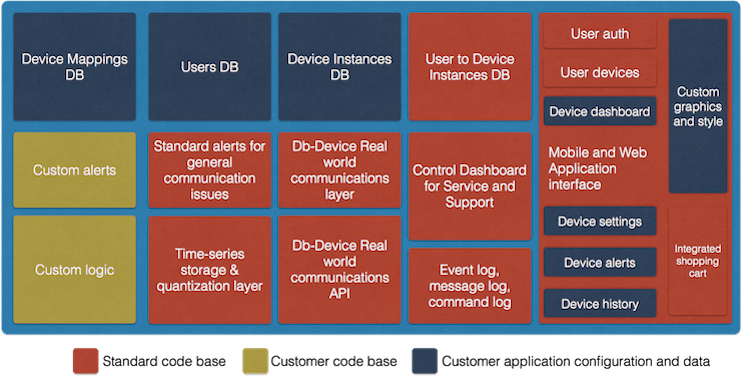 Device Mappings
DB
Users DB
Device Instances
DB
User to Device
Instances DB
User auth
User devices
Device dashboard
Mobile and Web
Application
interface
Device settings
Device alerts
Device history
Custom
graphics
and style
Integrated
shopping
cart
Custom alerts
Standard alerts for
general
communication
issues
Db-Device Real
world
communications
layer
Control Dashboard
for Service and
Support
Custom logic
Time-series
storage &
quantization layer
Db-Device Real
world
communications
API
Event log,
message log,
command log
Standard code base
Customer code base
Customer application configuration and data